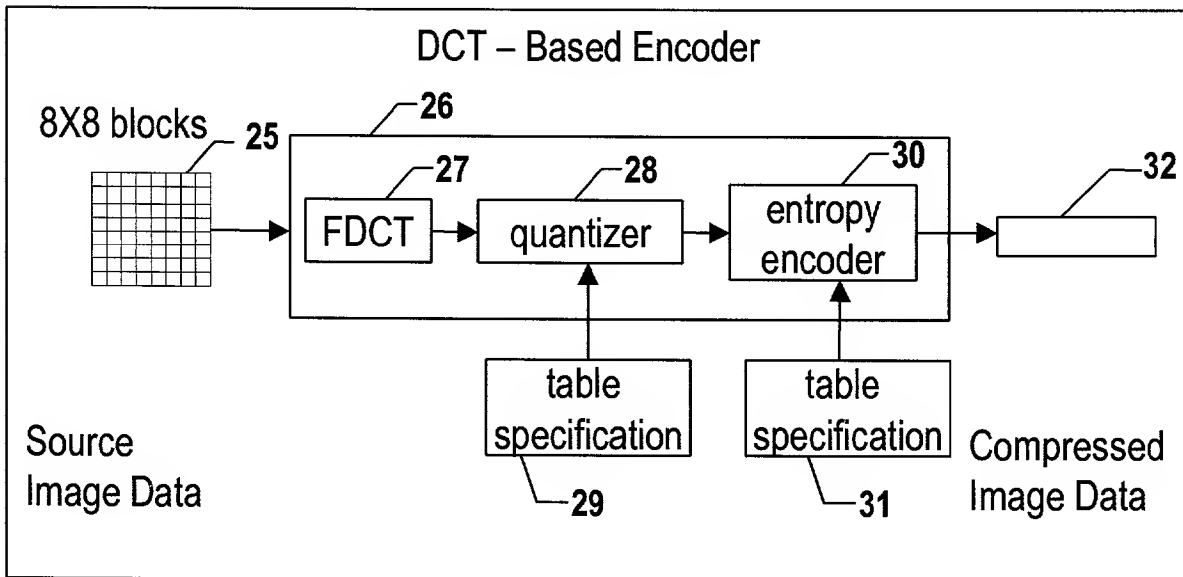 DCT – Based Encoder
8X8 blocks
25
26
27
FDCT
28
quantizer
30
entropy
encoder
32
table
specification
29
table
specification
31
Source
Image Data
Compressed
Image Data